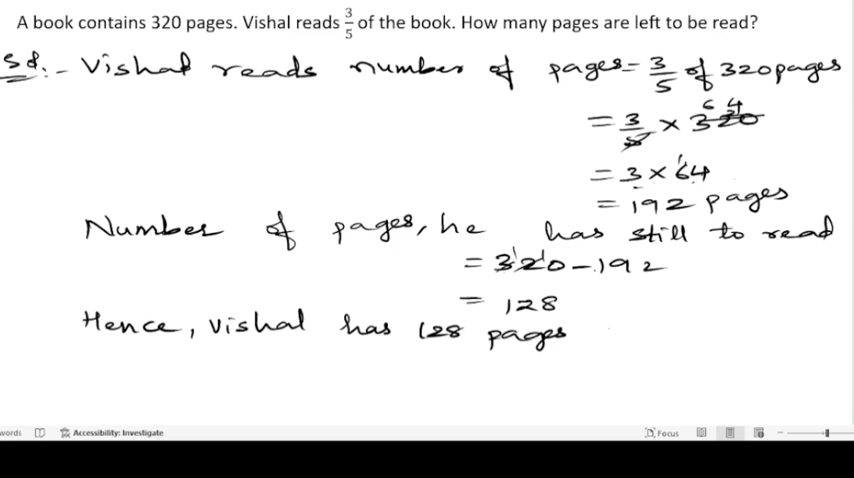 A book contains 320 pages. Vishal reads 3/5 of the book. How many pages are left to be read?
Sol:- Vishal reads number of pages = 3/5 of 320 pages
= 3/5 × 320 64
= 3 × 64
= 192 pages
Number of pages, he has still to read
= 320 - 192
= 128
Hence, Vishal has 128 pages
words
Accessibility: Investigate
Focus